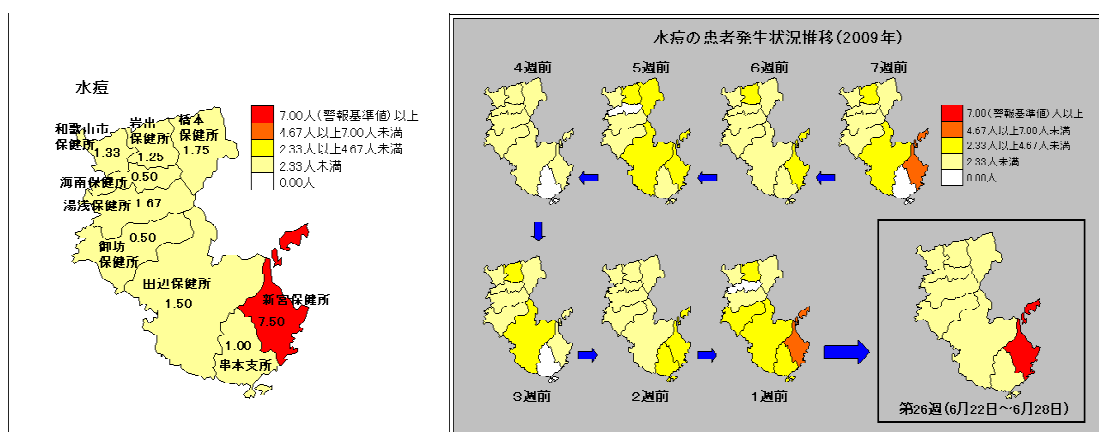 水痘
和歌山市
保健所
1.33
岩出
保健所
1.25
橋本
保健所
1.75
海南保健所
0.50
湯浅保健所
1.67
御坊
保健所
0.50
田辺保健所
1.50
新宮保健所
7.50
1.00
串本支所
7.00人(警報基準値)以上
4.67人以上7.00人未満
2.33人以上4.67人未満
2.33人未満
0.00人
水痘の患者発生状況推移(2009年)
4週前
5週前
6週前
7週前
7.00(警報基準値)人以上
4.67人以上7.00人未満
2.33人以上4.67人未満
2.33人未満
0.00人
3週前
2週前
1週前
第26週(6月22日～6月28日)